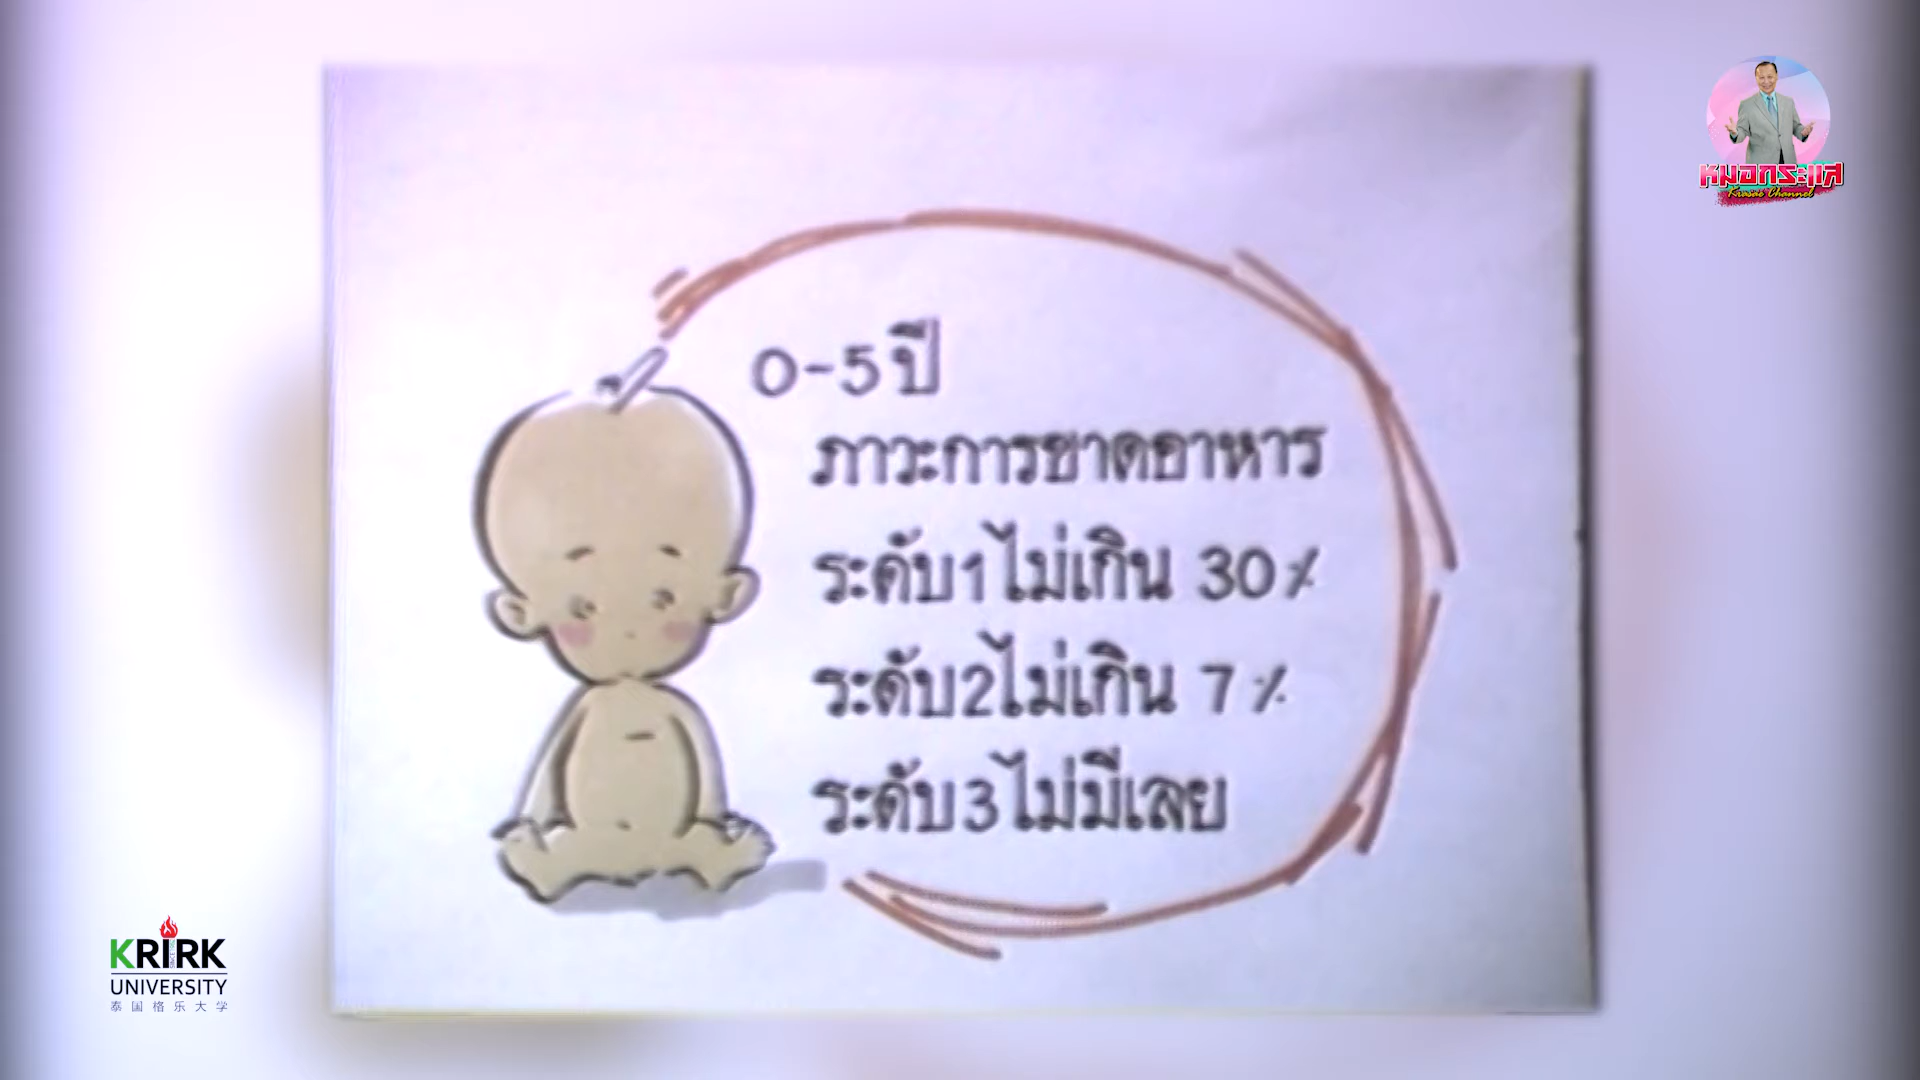 หมอกระแส
Krasae Channel
0-5 ปี
ภาวะการขาดอาหาร
ระดับ1ไม่เกิน 30%
ระดับ2ไม่เกิน 7%
ระดับ3ไม่มีเลย
KRIRK
UNIVERSITY
泰国格乐大学